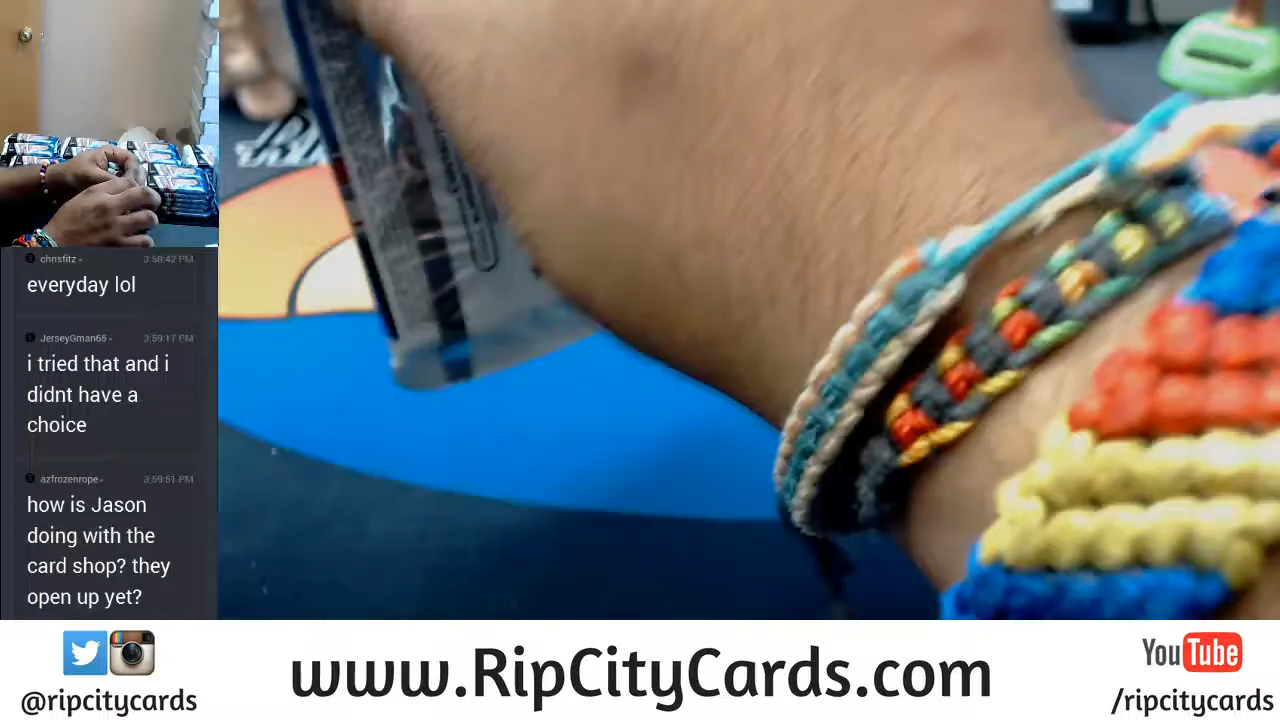 chrisfitz
3:58:42 PM
everyday lol
JerseyGman65
3:59:17 PM
i tried that and i
didnt have a
choice
azfrozenrope
3:59:51 PM
how is Jason
doing with the
card shop? they
open up yet?
@ripcitycards
www.RipCityCards.com
YouTube
/ripcitycards